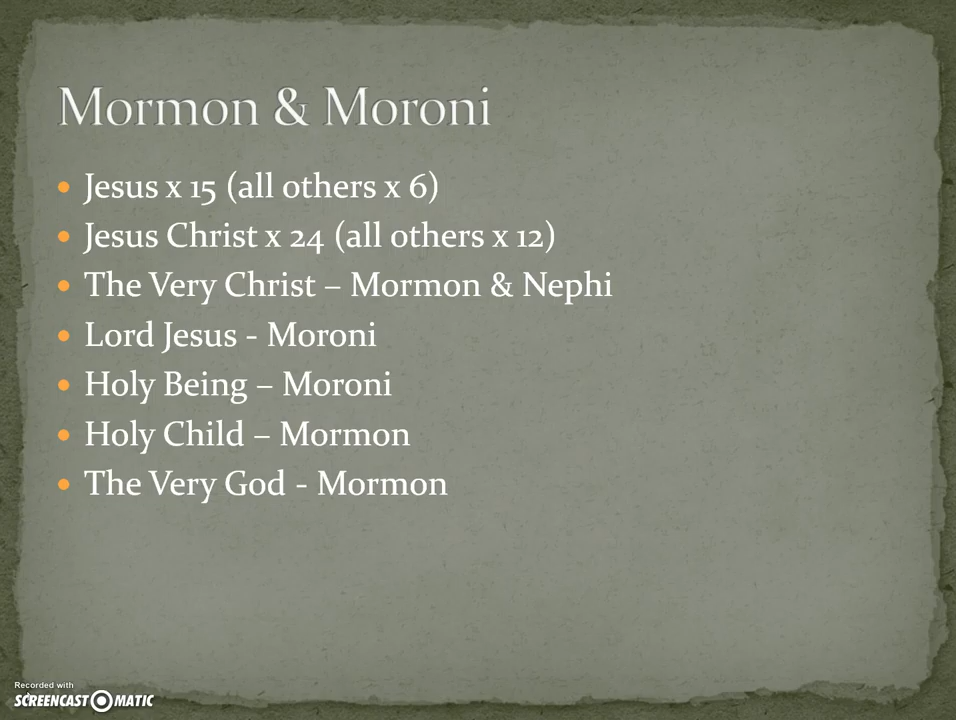 Mormon & Moroni
Jesus x 15 (all others x 6)
Jesus Christ x 24 (all others x 12)
The Very Christ – Mormon & Nephi
Lord Jesus - Moroni
Holy Being – Moroni
Holy Child – Mormon
The Very God - Mormon
Recorded with
SCREENCAST MATIC